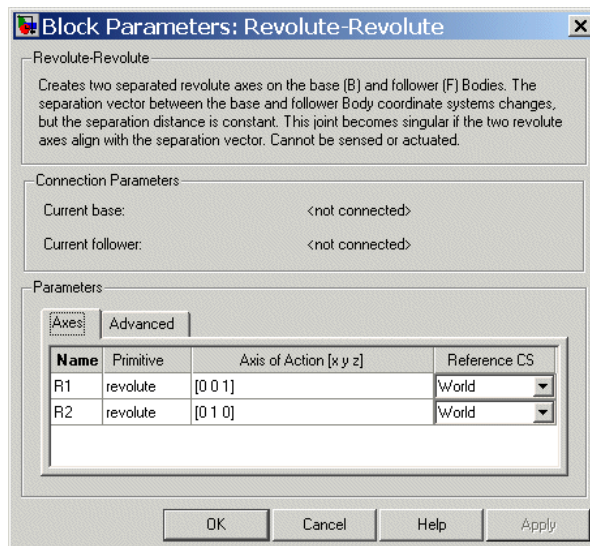 Block Parameters: Revolute-Revolute
Revolute-Revolute
Creates two separated revolute axes on the base (B) and follower (F) Bodies. The
separation vector between the base and follower Body coordinate systems changes,
but the separation distance is constant. This joint becomes singular if the two revolute
axes align with the separation vector. Cannot be sensed or actuated.
Connection Parameters
Current base: <not connected>
Current follower: <not connected>
Parameters
Axes Advanced
Name Primitive Axis of Action [x y z] Reference CS
R1 revolute [0 0 1] World
R2 revolute [0 1 0] World
OK Cancel Help Apply